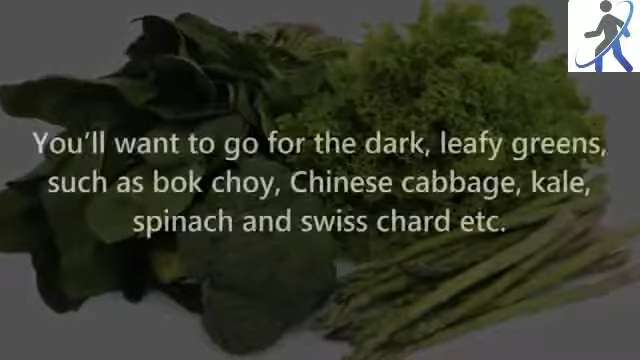 You'll want to go for the dark, leafy greens,
such as bok choy, Chinese cabbage, kale,
spinach and swiss chard etc.